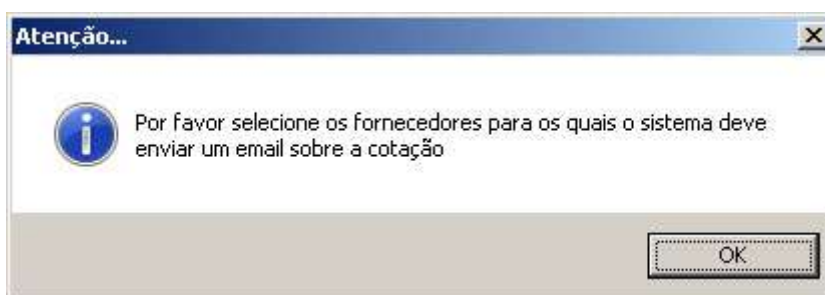 Atenção...
Por favor selecione os fornecedores para os quais o sistema deve
enviar um email sobre a cotação
OK